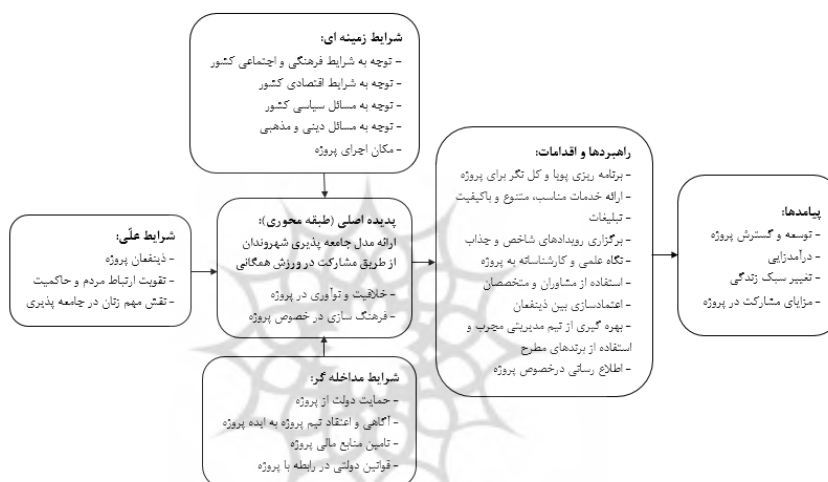 شرایط زمینه ای:
- توجه به شرایط فرهنگی و اجتماعی کشور
- توجه به شرایط اقتصادی کشور
- توجه به مسائل سیاسی کشور
- توجه به مسائل دینی و مذهبی
- مکان اجرای پروژه
شرایط علّی:
- ذینفعان پروژه
- تقویت ارتباط مردم و حاکمیت
- نقش مهم زنان در جامعه پذیری
پدیده اصلی (طبقه محوری):
ارائه مدل جامعه پذیری شهروندان
از طریق مشارکت در ورزش همگانی
- خلاقیت و نوآوری در پروژه
- فرهنگ سازی در خصوص پروژه
شرایط مداخله گر:
- حمایت دولت از پروژه
- آگاهی و اعتقاد تیم پروژه به ایده پروژه
- تامین منابع مالی پروژه
- قوانین دولتی در رابطه با پروژه
راهبردها و اقدامات:
- برنامه ریزی پویا و کل نگر برای پروژه
- ارائه خدمات مناسب، متنوع و باکیفیت
- تبلیغات
- برگزاری رویدادهای شاخص و جذاب
- نگاه علمی و کارشناسانه به پروژه
- استفاده از مشاوران و متخصصان
- اعتمادسازی بین ذینفعان
- بهره گیری از تیم مدیریتی مجرب و
استفاده از برندهای مطرح
- اطلاع رسانی درخصوص پروژه
پیامدها:
- توسعه و گسترش پروژه
- درآمدزایی
- تغییر سبک زندگی
- مزایای مشارکت در پروژه